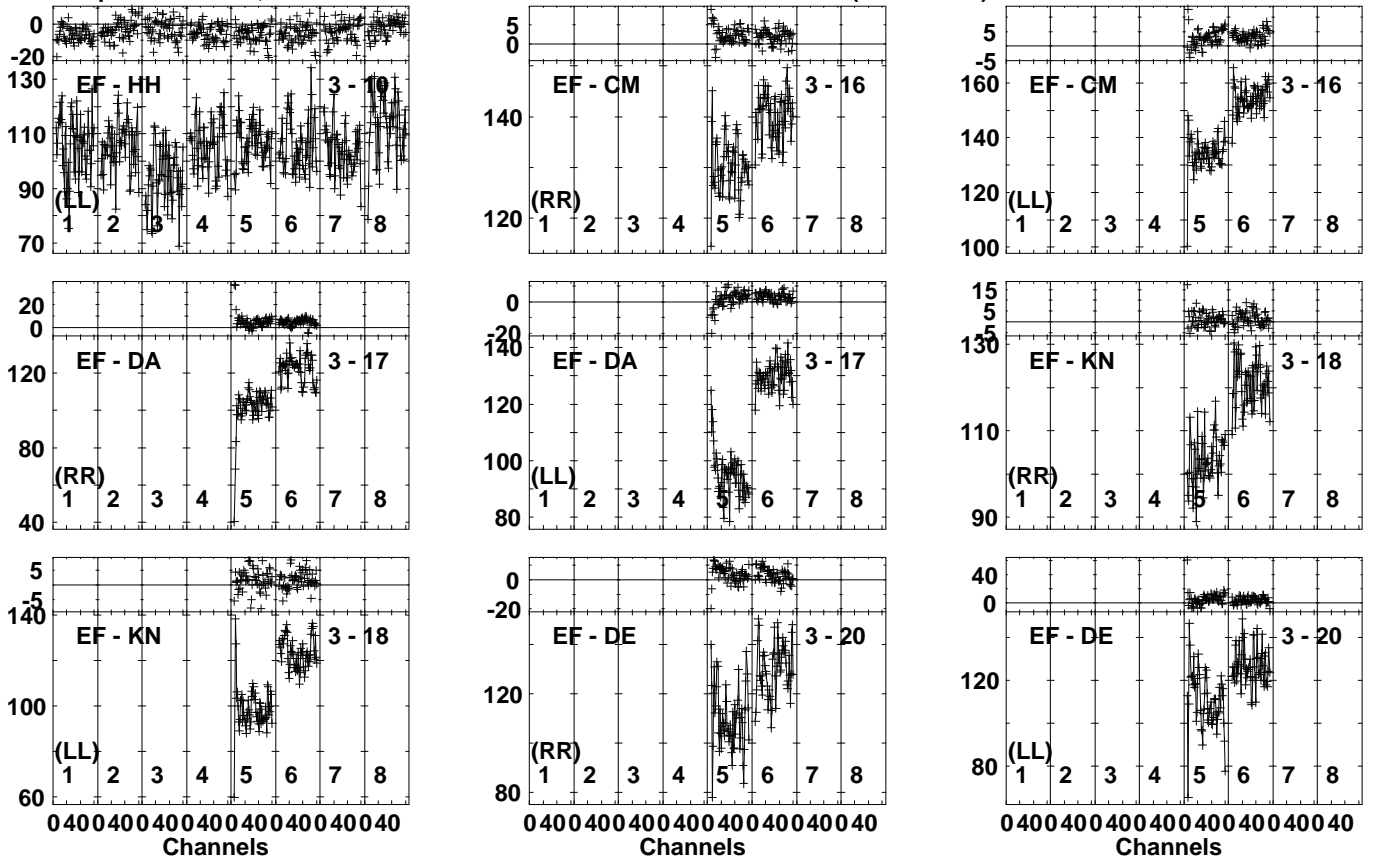 0
-20
130
110
90
70
EF - HH 3 - 10
(LL)
1 2 3 4 5 6 7 8
5
0
140
120
EF - CM 3 - 16
(RR)
1 2 3 4 5 6 7 8
5
-5
160
140
120
100
EF - CM 3 - 16
(LL)
1 2 3 4 5 6 7 8
20
0
120
80
40
EF - DA 3 - 17
(RR)
1 2 3 4 5 6 7 8
0
-20
140
120
100
80
EF - DA 3 - 17
(LL)
1 2 3 4 5 6 7 8
15
5
-5
130
110
90
EF - KN 3 - 18
(RR)
1 2 3 4 5 6 7 8
5
-5
140
100
60
EF - KN 3 - 18
(LL)
1 2 3 4 5 6 7 8
0 40 0 40 0 40 0 40 0 40 0 40 0 40 0 40
Channels
0
-20
120
80
EF - DE 3 - 20
(RR)
1 2 3 4 5 6 7 8
0 40 0 40 0 40 0 40 0 40 0 40 0 40 0 40
Channels
40
0
120
80
EF - DE 3 - 20
(LL)
1 2 3 4 5 6 7 8
0 40 0 40 0 40 0 40 0 40 0 40 0 40 0 40
Channels